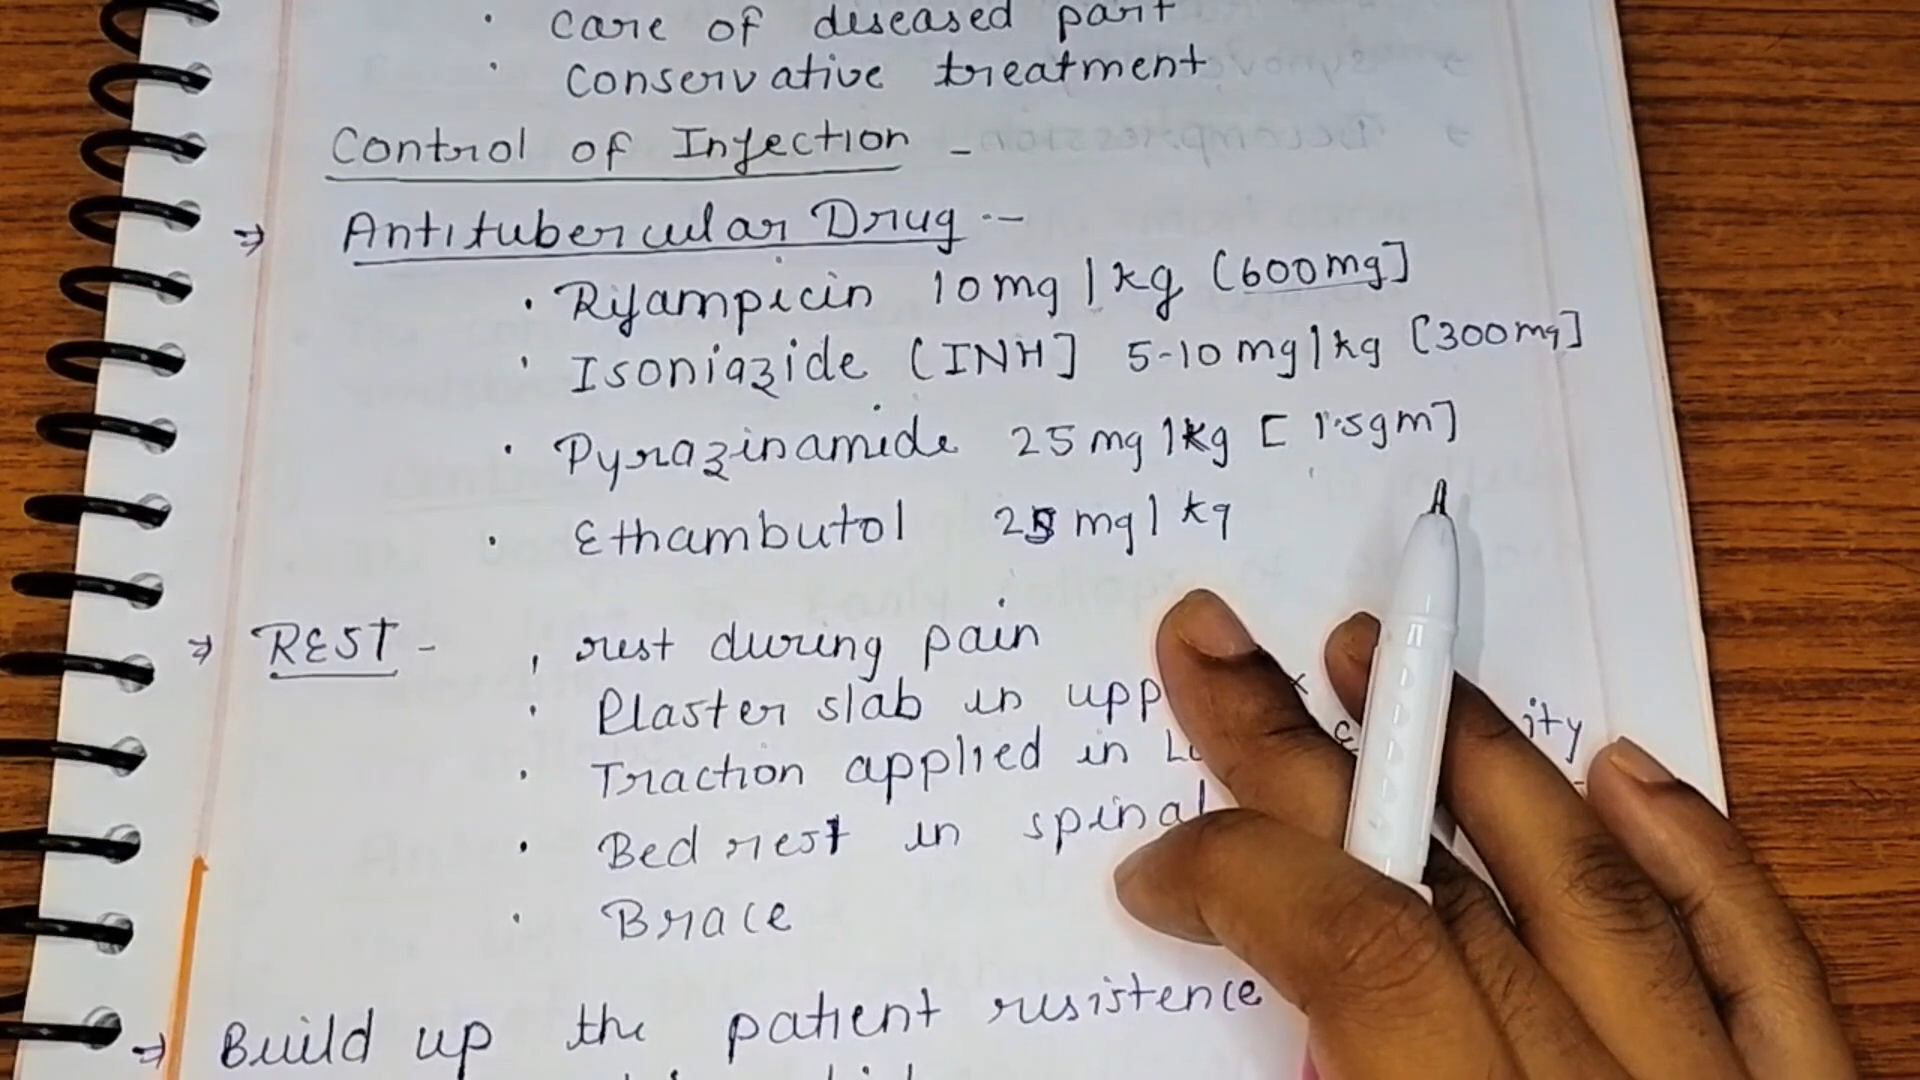 · Care of diseased part
· Conservative treatment
Control of Infection -
⇒ Antitubercular Drug :-
· Rifampicin 10mg/kg [600mg]
· Isoniazide [INH] 5-10mg/kg [300mg]
· Pyrazinamide 25mg/kg [1.5gm]
· Ethambutol 25mg/kg
⇒ REST - · rest during pain
· Plaster slab in upp ity
· Traction applied in
· Bed rest in spinal
· Brace
⇒ Build up the patient resistence